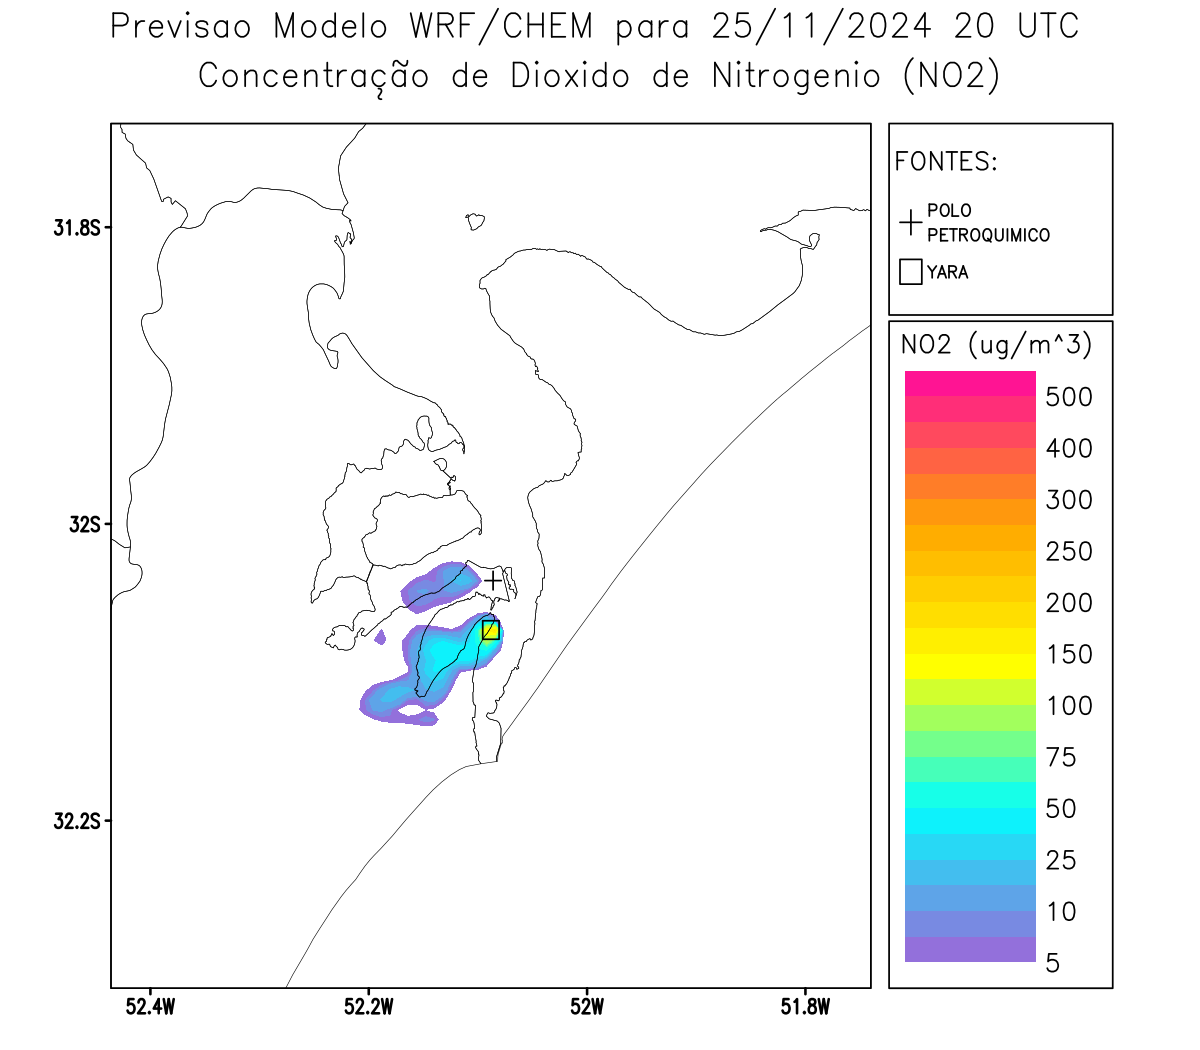 Previsao Modelo WRF/CHEM para 25/11/2024 20 UTC
Concentração de Dioxido de Nitrogenio (NO2)
FONTES:
POLO
PETROQUIMICO
YARA
NO2 (ug/m^3)
500
400
300
250
200
150
100
75
50
25
10
5
31.8S
32S
32.2S
52.4W
52.2W
52W
51.8W